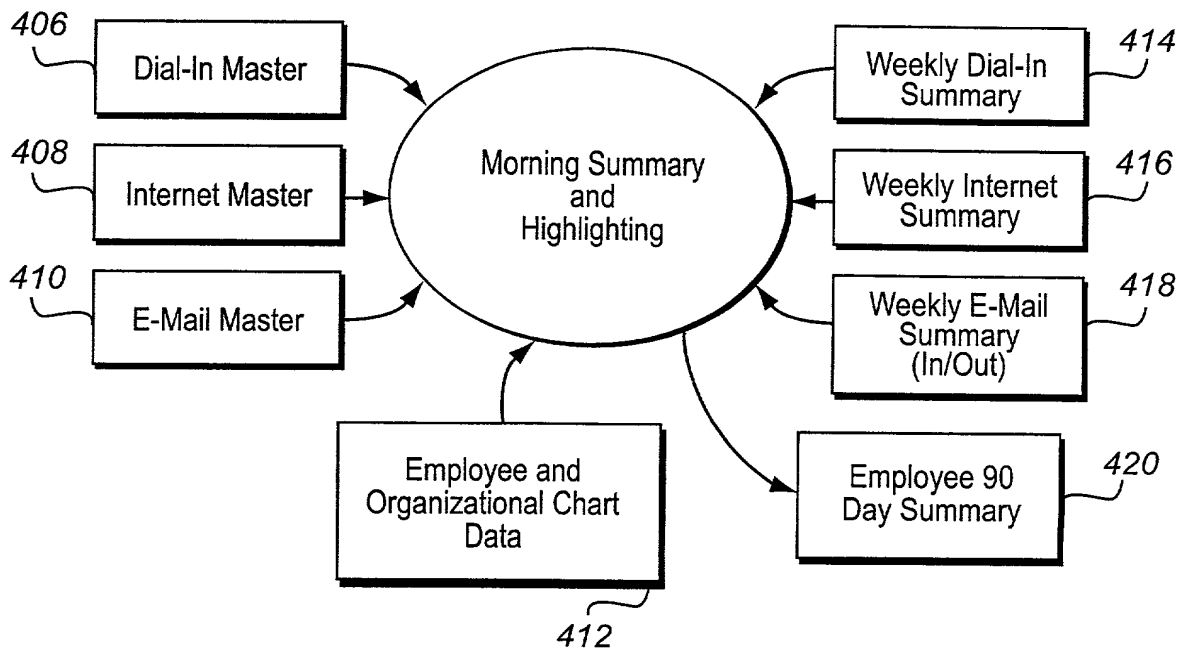 406
Dial-In Master
408
Internet Master
410
E-Mail Master
Morning Summary
and
Highlighting
Weekly Dial-In
Summary
414
Weekly Internet
Summary
416
Weekly E-Mail
Summary
(In/Out)
418
Employee and
Organizational Chart
Data
412
Employee 90
Day Summary
420